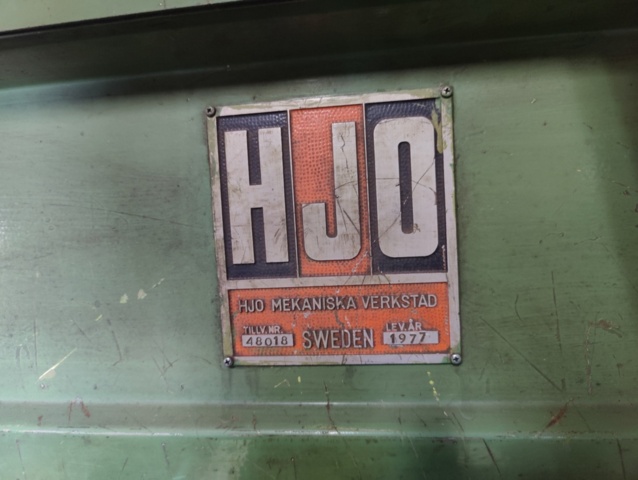 HJO
HJO MEKANISKA VERKSTAD
TILLV.NR. LEV.ÅR.
48018 SWEDEN 1977